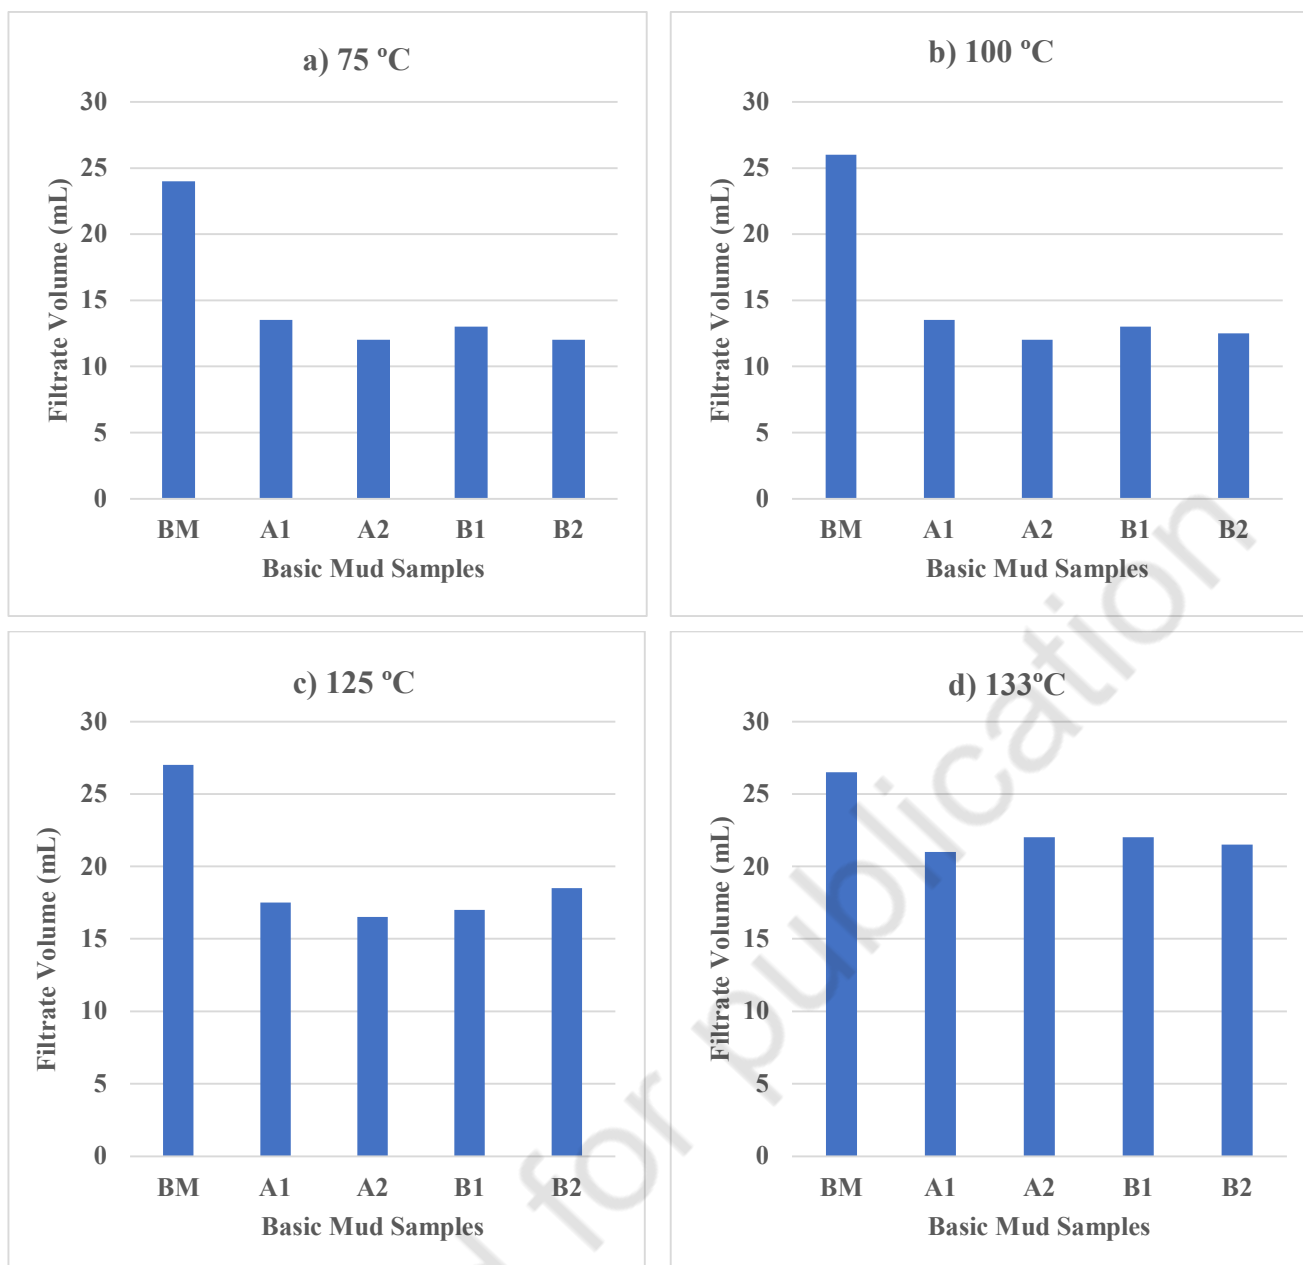 a) 75 ºC
30
25
20
15
10
5
0
Filtrate Volume (mL)
BM A1 A2 B1 B2
Basic Mud Samples
b) 100 ºC
30
25
20
15
10
5
0
Filtrate Volume (mL)
BM A1 A2 B1 B2
Basic Mud Samples
c) 125 ºC
30
25
20
15
10
5
0
Filtrate Volume (mL)
BM A1 A2 B1 B2
Basic Mud Samples
d) 133ºC
30
25
20
15
10
5
0
Filtrate Volume (mL)
BM A1 A2 B1 B2
Basic Mud Samples
for publication